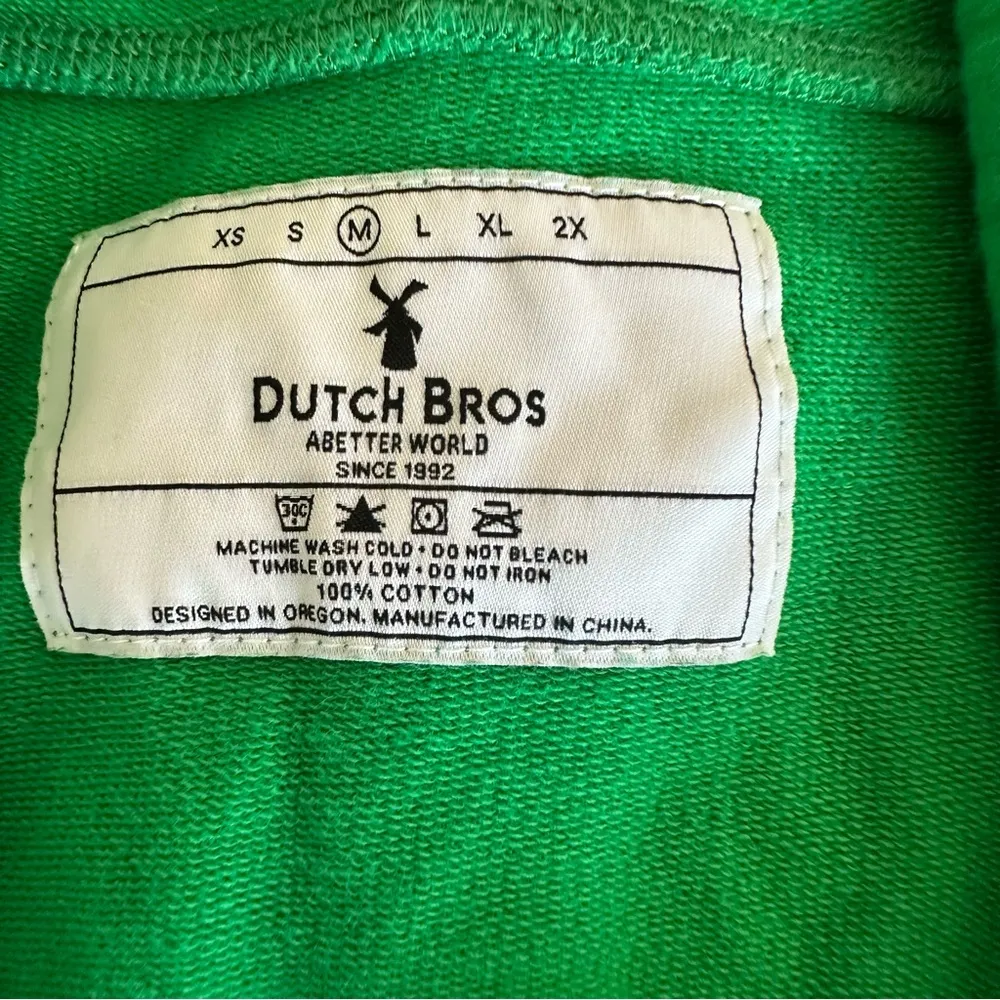 XS S M L XL 2X
DUTCH BROS
ABETTER WORLD
SINCE 1992
30C
MACHINE WASH COLD • DO NOT BLEACH
TUMBLE DRY LOW • DO NOT IRON
100% COTTON
DESIGNED IN OREGON. MANUFACTURED IN CHINA.